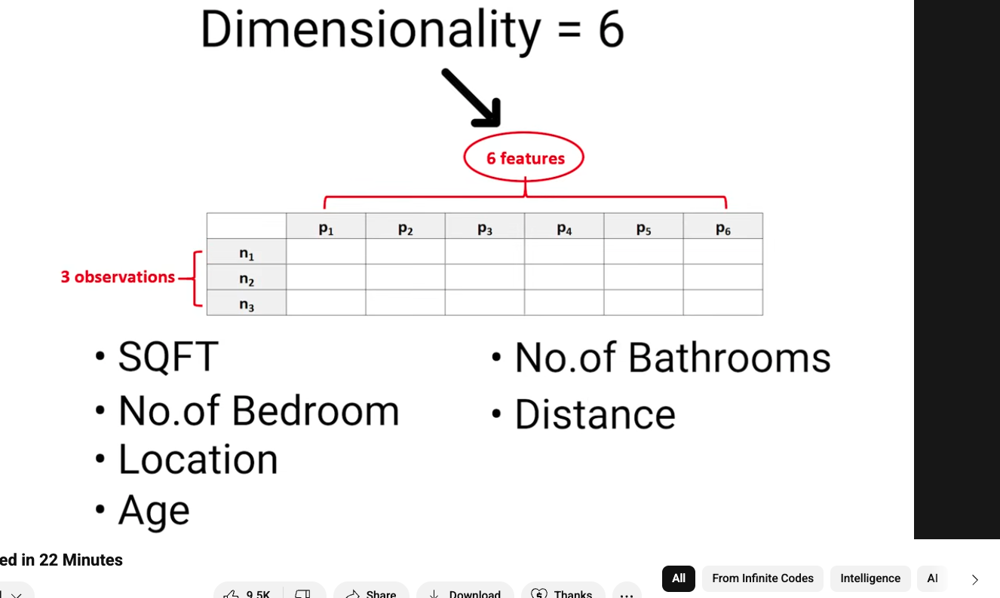 Dimensionality = 6
6 features
p1 p2 p3 p4 p5 p6
n1
3 observations
n2
n3
• SQFT
• No.of Bedroom
• Location
• Age
• No.of Bathrooms
• Distance
ed in 22 Minutes
9.5K Share Download Thanks ...
All From Infinite Codes Intelligence AI